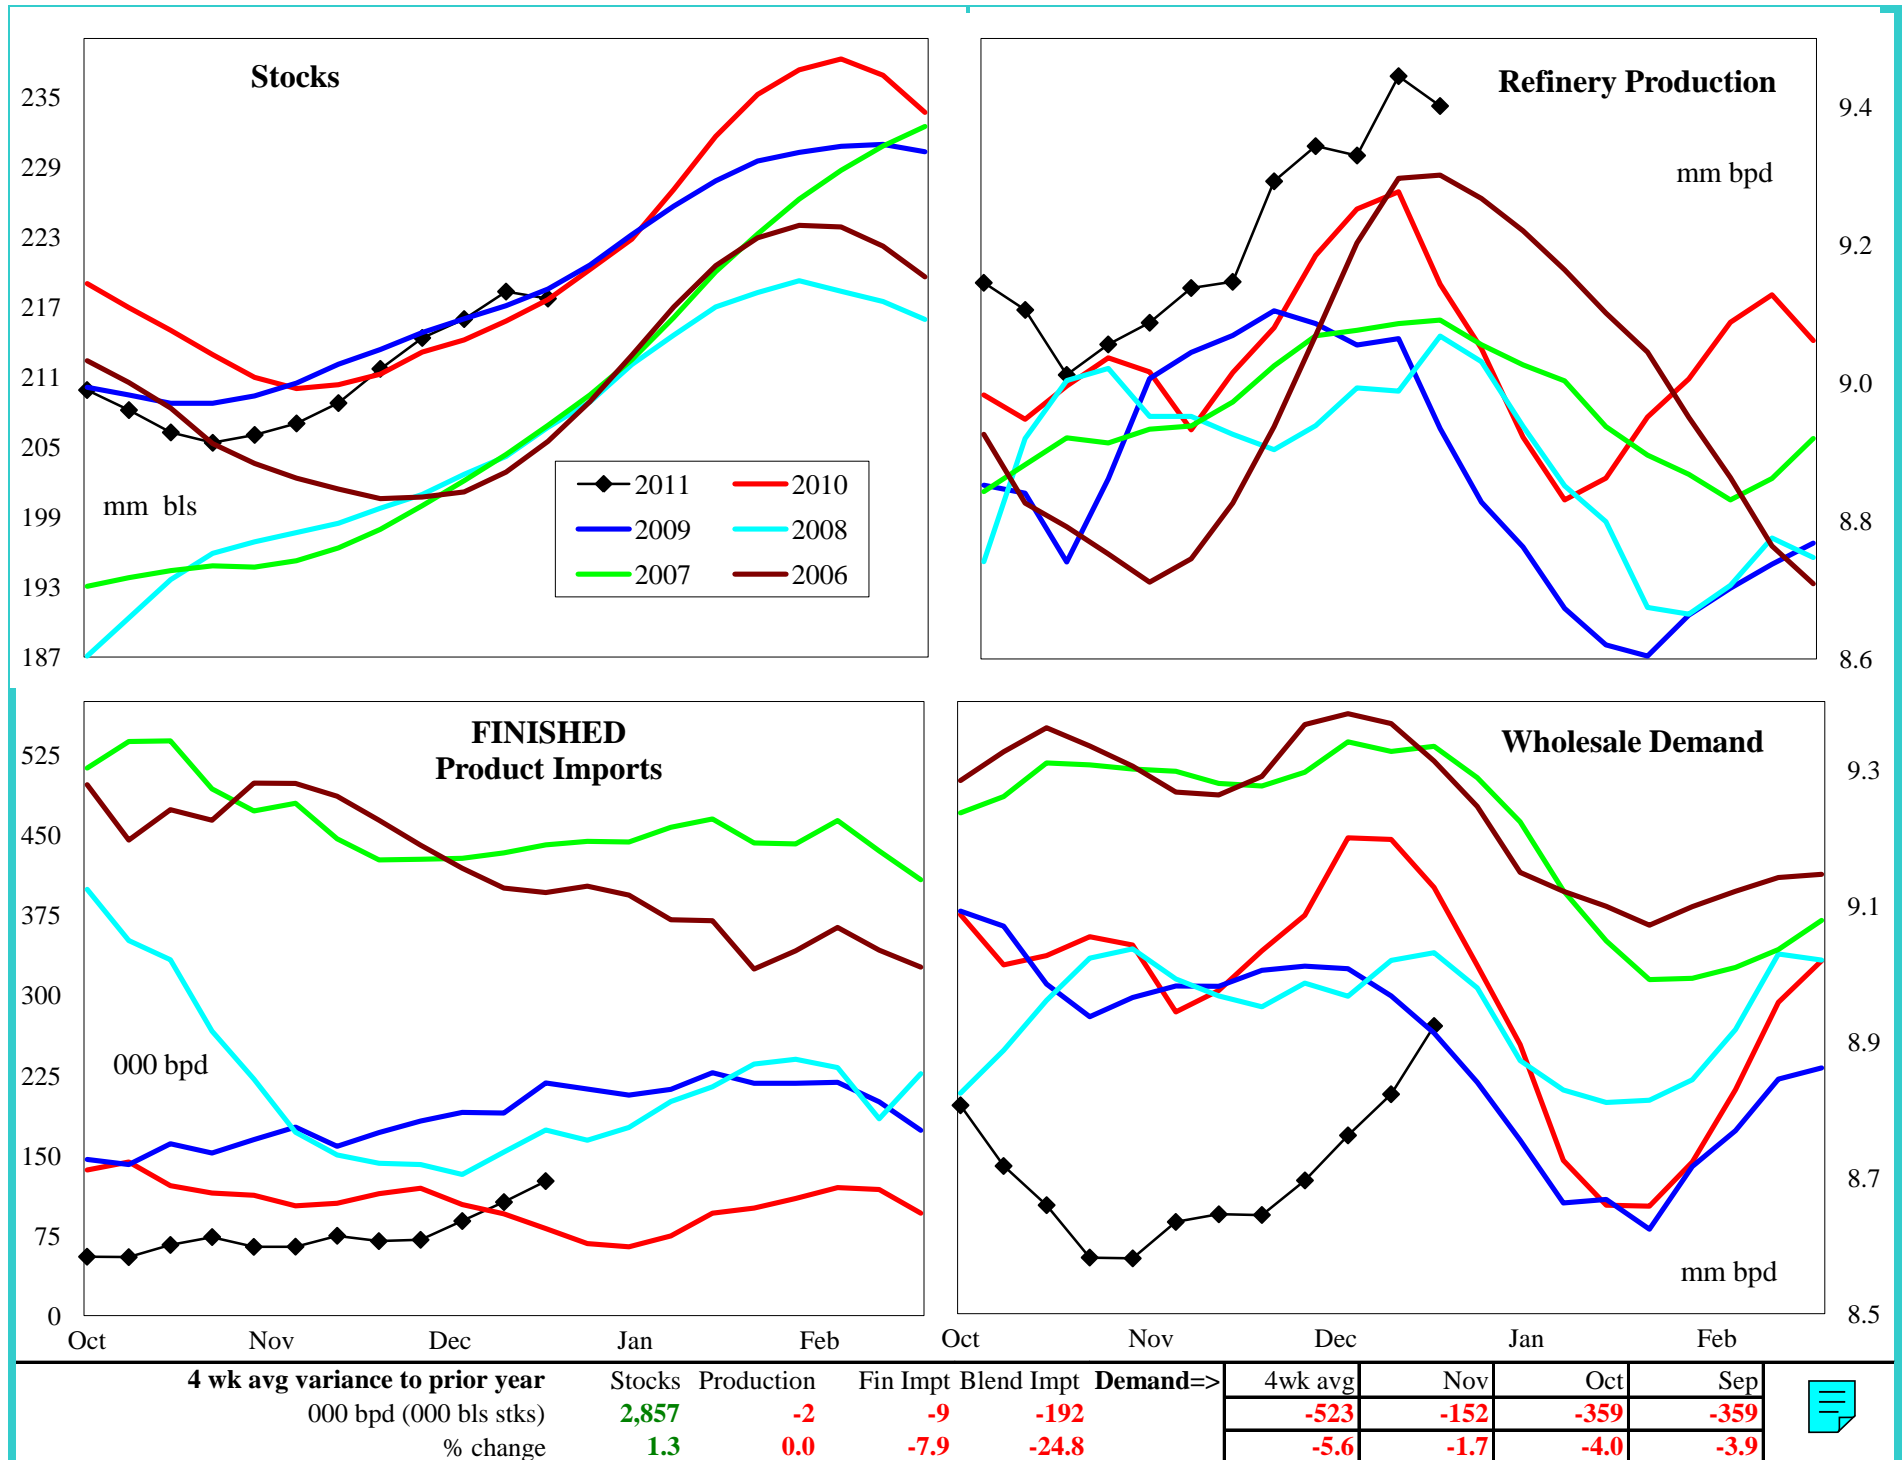 Stocks
235
229
223
217
211
205
199
193
187
mm bls
2011 2010
2009 2008
2007 2006
Refinery Production
mm bpd
9.4
9.2
9.0
8.8
8.6
FINISHED
Product Imports
525
450
375
300
225
150
75
0
000 bpd
Oct Nov Dec Jan Feb
Wholesale Demand
9.3
9.1
8.9
8.7
8.5
mm bpd
Oct Nov Dec Jan Feb
4 wk avg variance to prior year Stocks Production Fin Impt Blend Impt Demand=> 4wk avg Nov Oct Sep
000 bpd (000 bls stks) 2,857 -2 -9 -192 -523 -152 -359 -359
% change 1.3 0.0 -7.9 -24.8 -5.6 -1.7 -4.0 -3.9